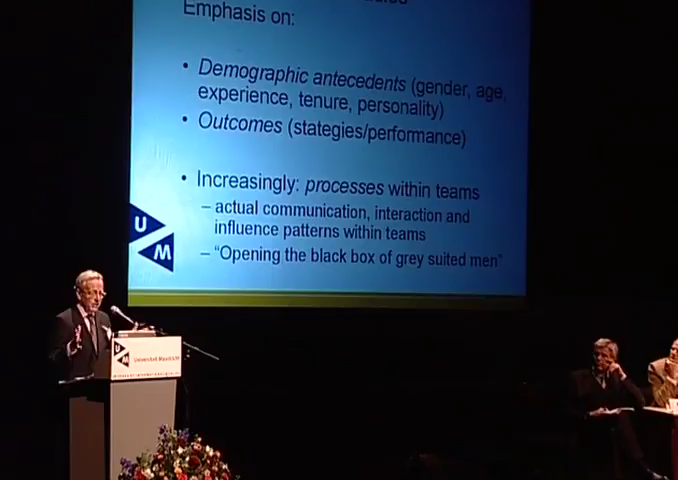 Emphasis on:
• Demographic antecedents (gender, age,
experience, tenure, personality)
• Outcomes (stategies/performance)
• Increasingly: processes within teams
– actual communication, interaction and
influence patterns within teams
– "Opening the black box of grey suited men"
U
M
U
M
Universiteit Maastricht